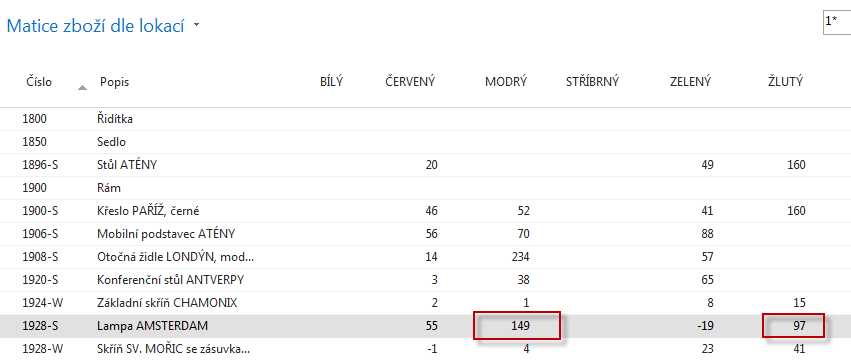 Matice zboží dle lokací
1*
Číslo Popis BÍLÝ ČERVENÝ MODRÝ STŘÍBRNÝ ZELENÝ ŽLUTÝ
1800 Řidítka
1850 Sedlo
1896-S Stůl ATÉNY 20 49 160
1900 Rám
1900-S Křeslo PAŘÍŽ, černé 46 52 41 160
1906-S Mobilní podstavec ATÉNY 56 70 88
1908-S Otočná židle LONDÝN, mod... 14 234 57
1920-S Konferenční stůl ANTVERPY 3 38 65
1924-W Základní skříň CHAMONIX 2 1 8 15
1928-S Lampa AMSTERDAM 55 149 -19 97
1928-W Skříň SV. MOŘIC se zásuvka... -1 4 23 41